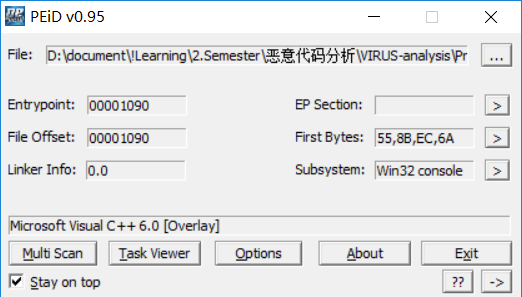 PEiD v0.95
File: D:\document\!Learning\2.Semester\恶意代码分析\VIRUS-analysis\Pr ...
Entrypoint: 00001090 EP Section: >
File Offset: 00001090 First Bytes: 55,8B,EC,6A >
Linker Info: 0.0 Subsystem: Win32 console >
Microsoft Visual C++ 6.0 [Overlay]
Multi Scan Task Viewer Options About Exit
Stay on top ?? ->